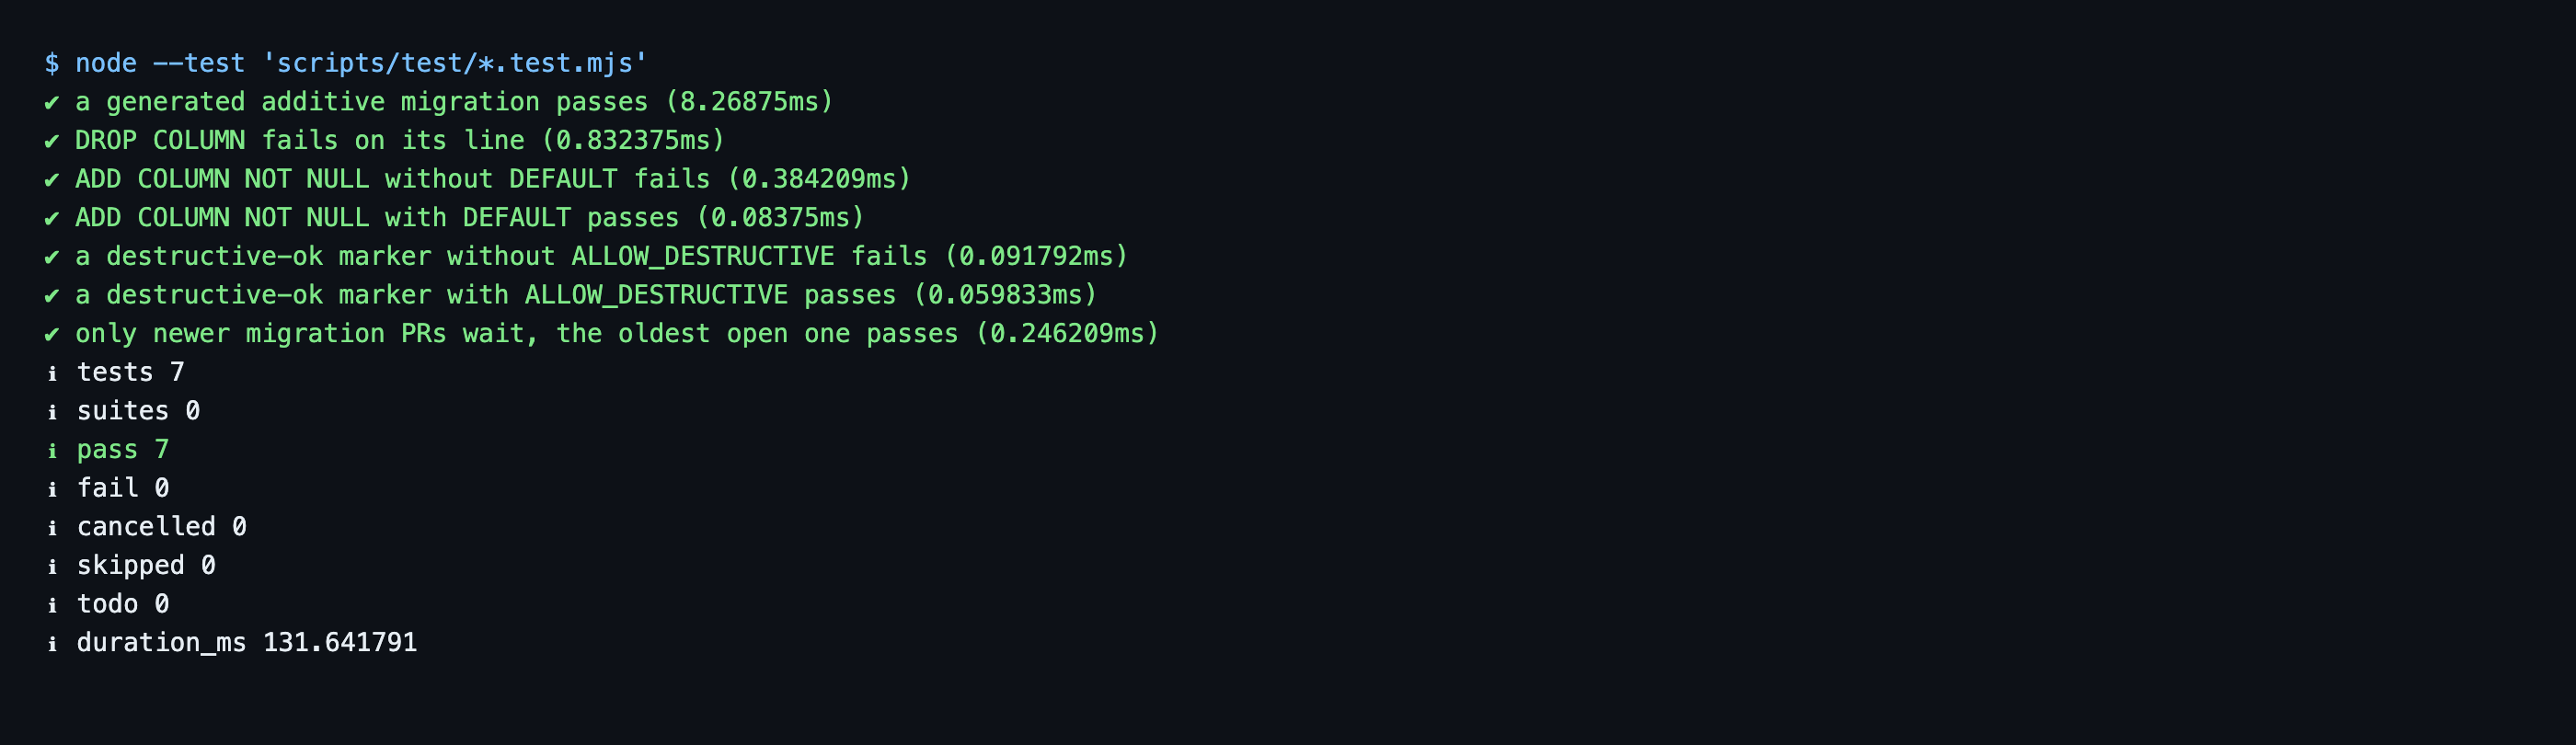 $ node --test 'scripts/test/*.test.mjs'
✔ a generated additive migration passes (8.26875ms)
✔ DROP COLUMN fails on its line (0.832375ms)
✔ ADD COLUMN NOT NULL without DEFAULT fails (0.384209ms)
✔ ADD COLUMN NOT NULL with DEFAULT passes (0.08375ms)
✔ a destructive-ok marker without ALLOW_DESTRUCTIVE fails (0.091792ms)
✔ a destructive-ok marker with ALLOW_DESTRUCTIVE passes (0.059833ms)
✔ only newer migration PRs wait, the oldest open one passes (0.246209ms)
ℹ tests 7
ℹ suites 0
ℹ pass 7
ℹ fail 0
ℹ cancelled 0
ℹ skipped 0
ℹ todo 0
ℹ duration_ms 131.641791